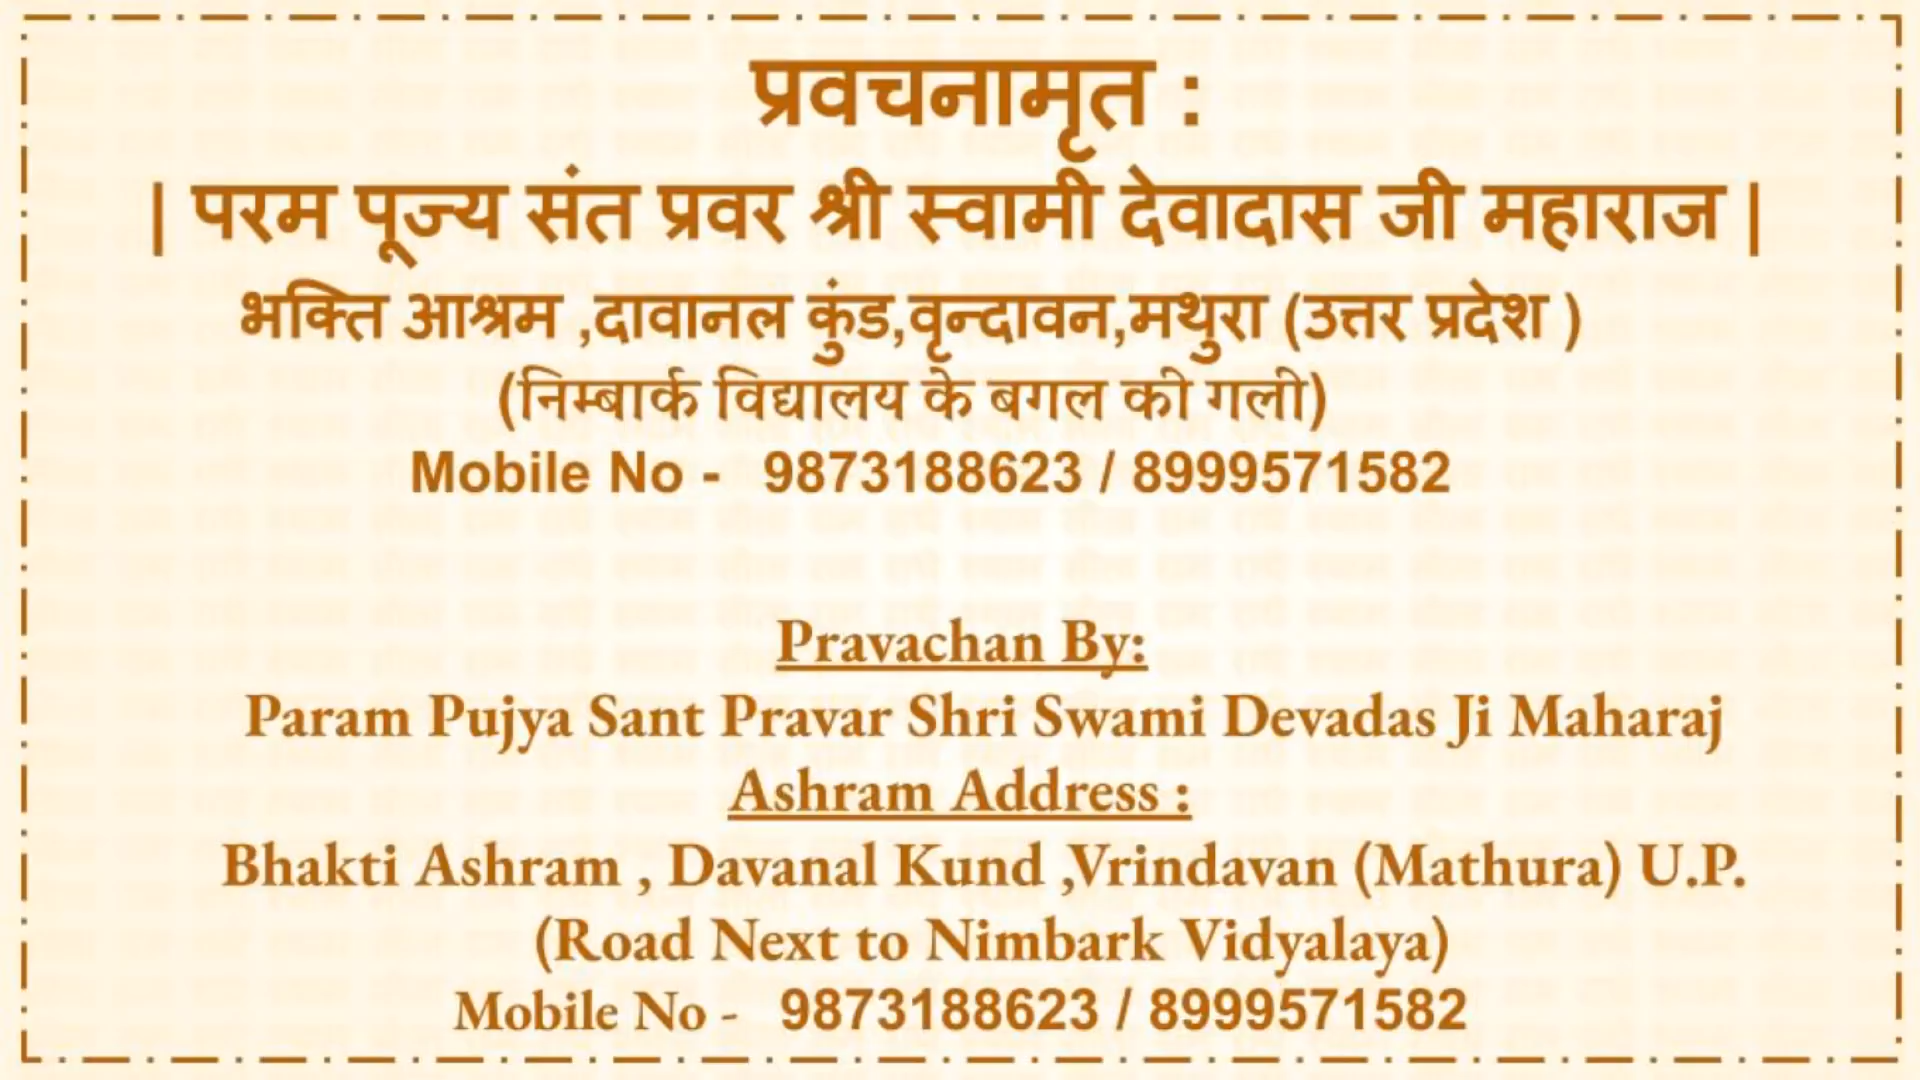 प्रवचनामृत :
| परम पूज्य संत प्रवर श्री स्वामी देवादास जी महाराज |
भक्ति आश्रम ,दावानल कुंड,वृन्दावन,मथुरा (उत्तर प्रदेश )
(निम्बार्क विद्यालय के बगल की गली)
Mobile No - 9873188623 / 8999571582
Pravachan By:
Param Pujya Sant Pravar Shri Swami Devadas Ji Maharaj
Ashram Address :
Bhakti Ashram , Davanal Kund ,Vrindavan (Mathura) U.P.
(Road Next to Nimbark Vidyalaya)
Mobile No - 9873188623 / 8999571582